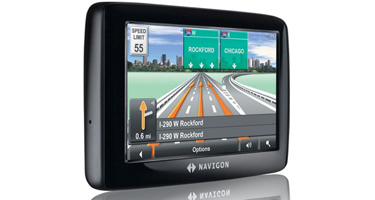 SPEED
LIMIT
55
ROCKFORD
CHICAGO
I-290 W Rockford
0.6 mi
I-290 W Rockford
Options
NAVIGON